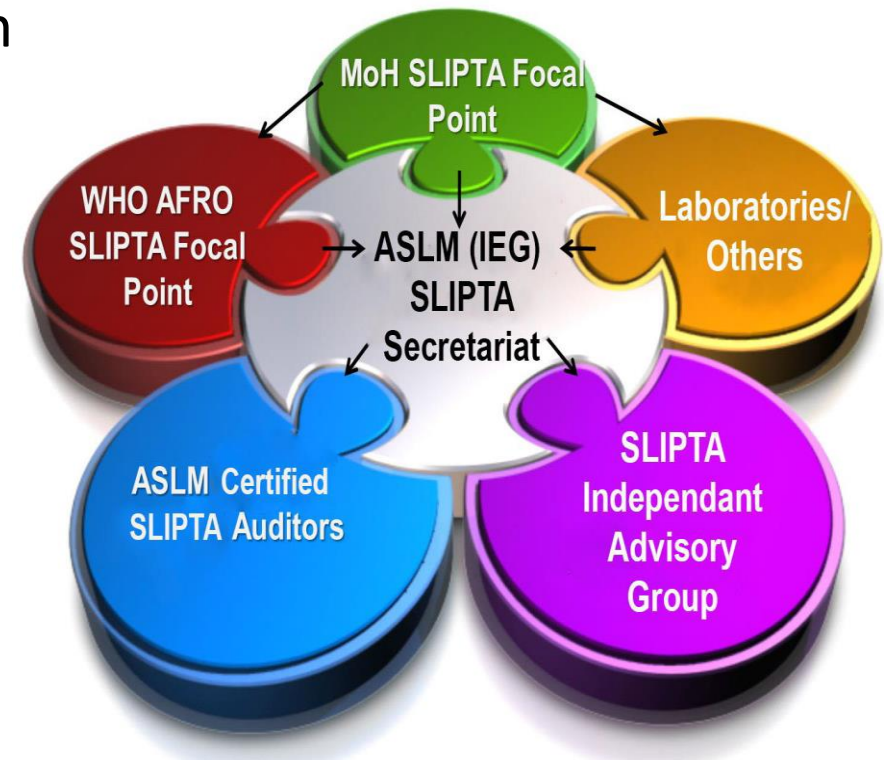 n
MoH SLIPTA Focal
Point
WHO AFRO
SLIPTA Focal
Point
Laboratories/
Others
ASLM (IEG)
SLIPTA
Secretariat
ASLM Certified
SLIPTA Auditors
SLIPTA
Independant
Advisory
Group